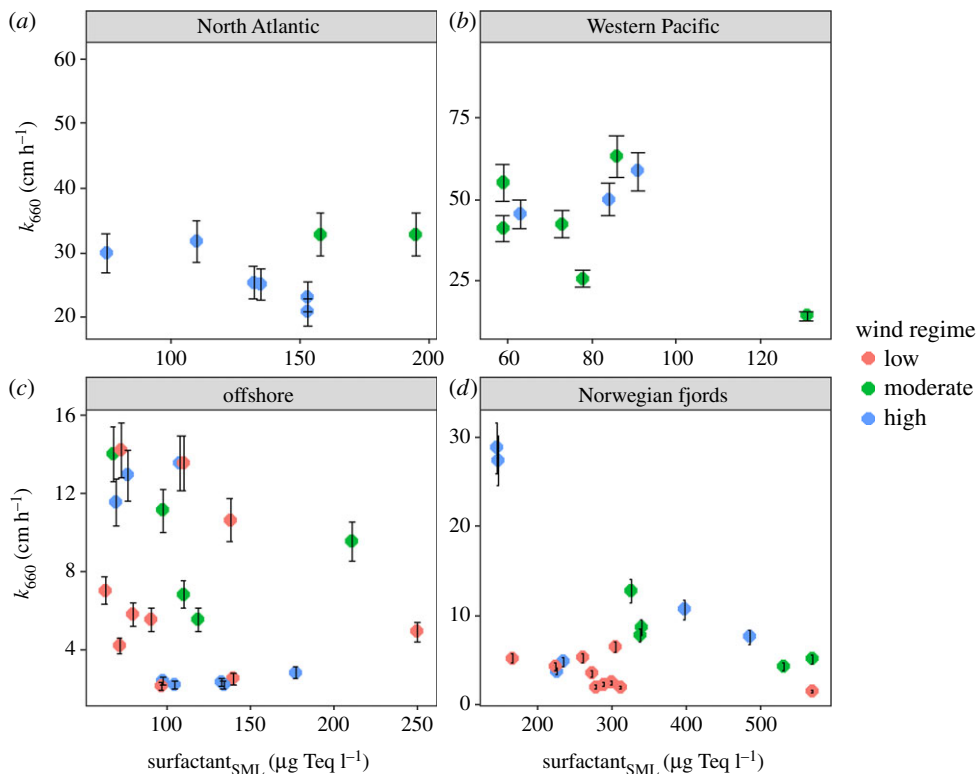 (a) North Atlantic
60
50
40
30
20
100 150 200
k660 (cm h–1)
(b) Western Pacific
75
50
25
60 80 100 120
wind regime
low
moderate
high
(c) offshore
16
12
8
4
100 150 200 250
k660 (cm h–1)
surfactantSML (µg Teq l–1)
(d) Norwegian fjords
30
20
10
0
200 300 400 500
surfactantSML (µg Teq l–1)